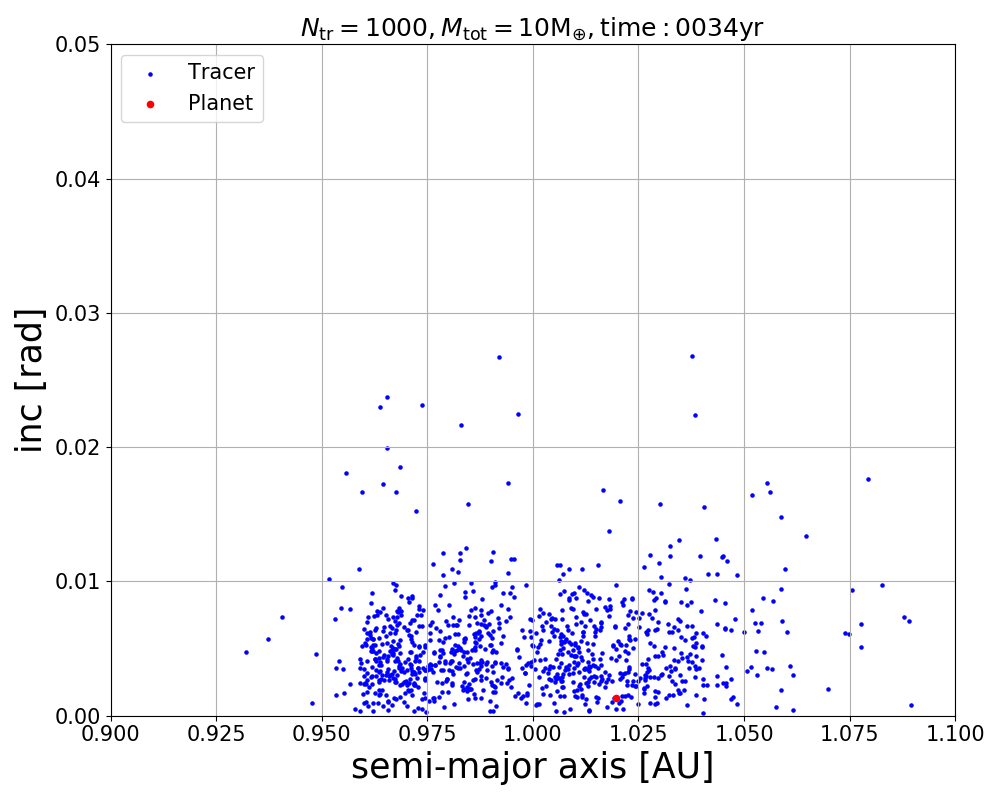 N_tr = 1000, M_tot = 10M_⊕, time : 0034yr
Tracer
Planet
0.05
0.04
0.03
0.02
0.01
0.00
inc [rad]
0.900 0.925 0.950 0.975 1.000 1.025 1.050 1.075 1.100
semi-major axis [AU]